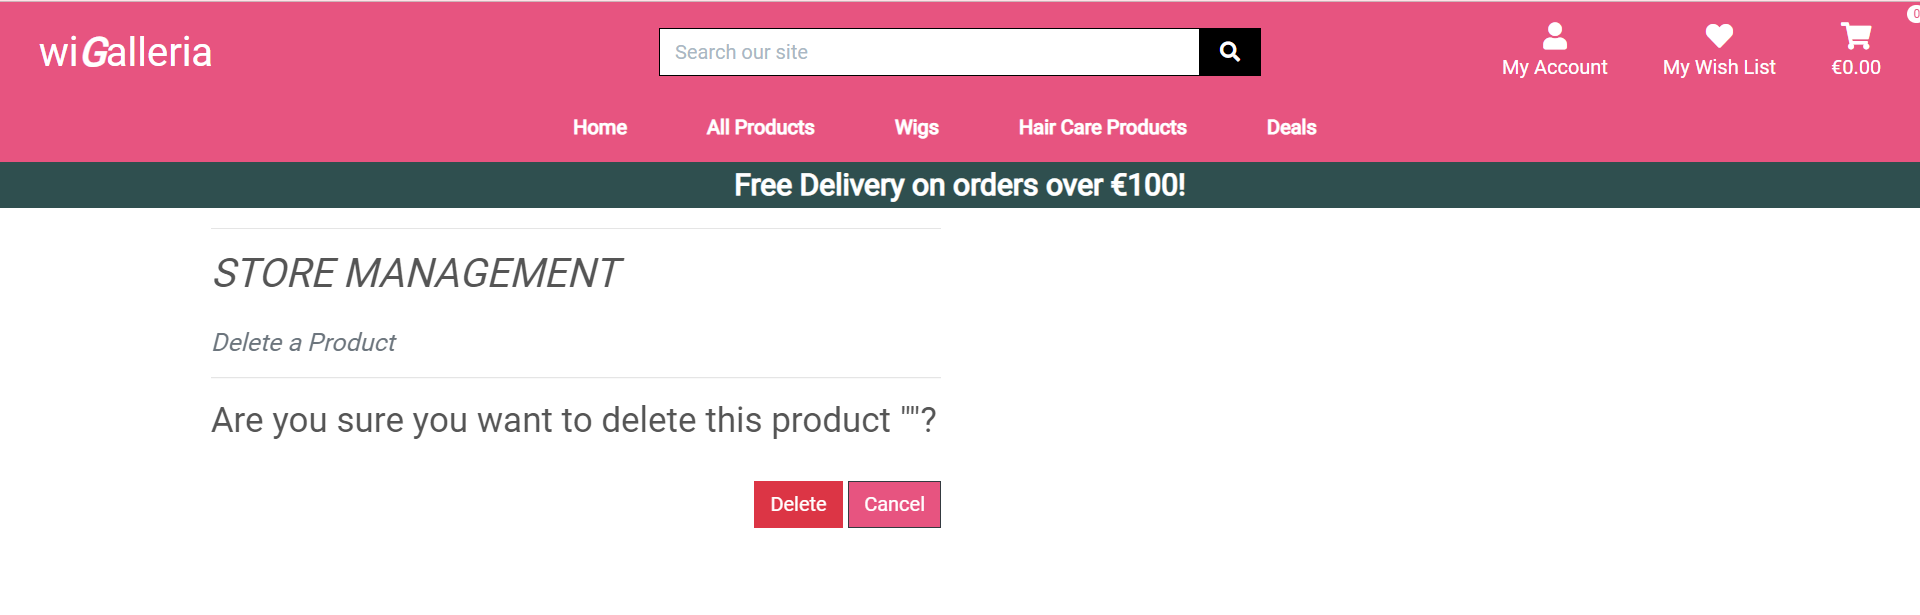 wiGalleria
Search our site
My Account
My Wish List
0
€0.00
Home
All Products
Wigs
Hair Care Products
Deals
Free Delivery on orders over €100!
STORE MANAGEMENT
Delete a Product
Are you sure you want to delete this product ""?
Delete
Cancel